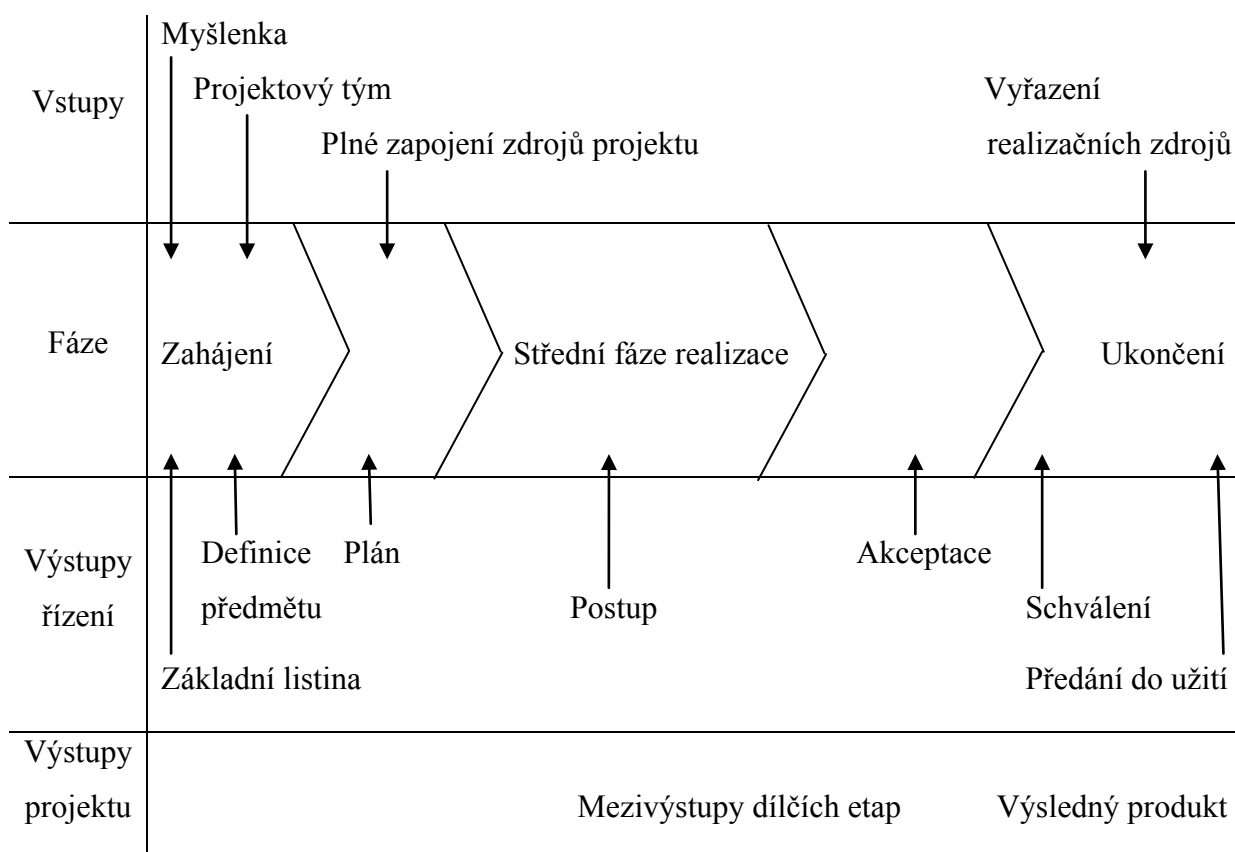 Myšlenka
Vstupy
Projektový tým
Plné zapojení zdrojů projektu
Vyřazení
realizačních zdrojů
Fáze
Zahájení
Střední fáze realizace
Ukončení
Výstupy
řízení
Definice
předmětu
Plán
Postup
Akceptace
Schválení
Základní listina
Předání do užití
Výstupy
projektu
Mezivýstupy dílčích etap
Výsledný produkt